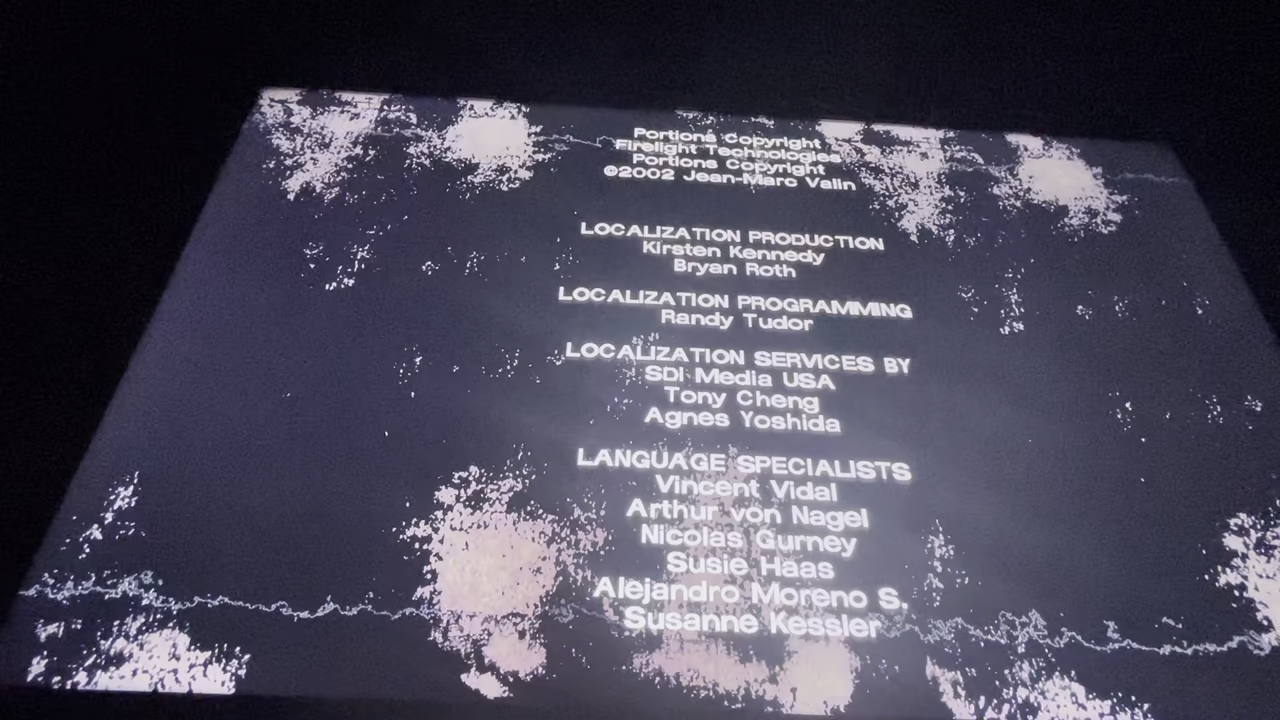 Portions Copyright
Firelight Technologies
Portions Copyright
©2002 Jean-Marc Valin
LOCALIZATION PRODUCTION
Kirsten Kennedy
Bryan Roth
LOCALIZATION PROGRAMMING
Randy Tudor
LOCALIZATION SERVICES BY
SDI Media USA
Tony Cheng
Agnes Yoshida
LANGUAGE SPECIALISTS
Vincent Vidal
Arthur von Nagel
Nicolas Gurney
Susie Haas
Alejandro Moreno S.
Susanne Kessler